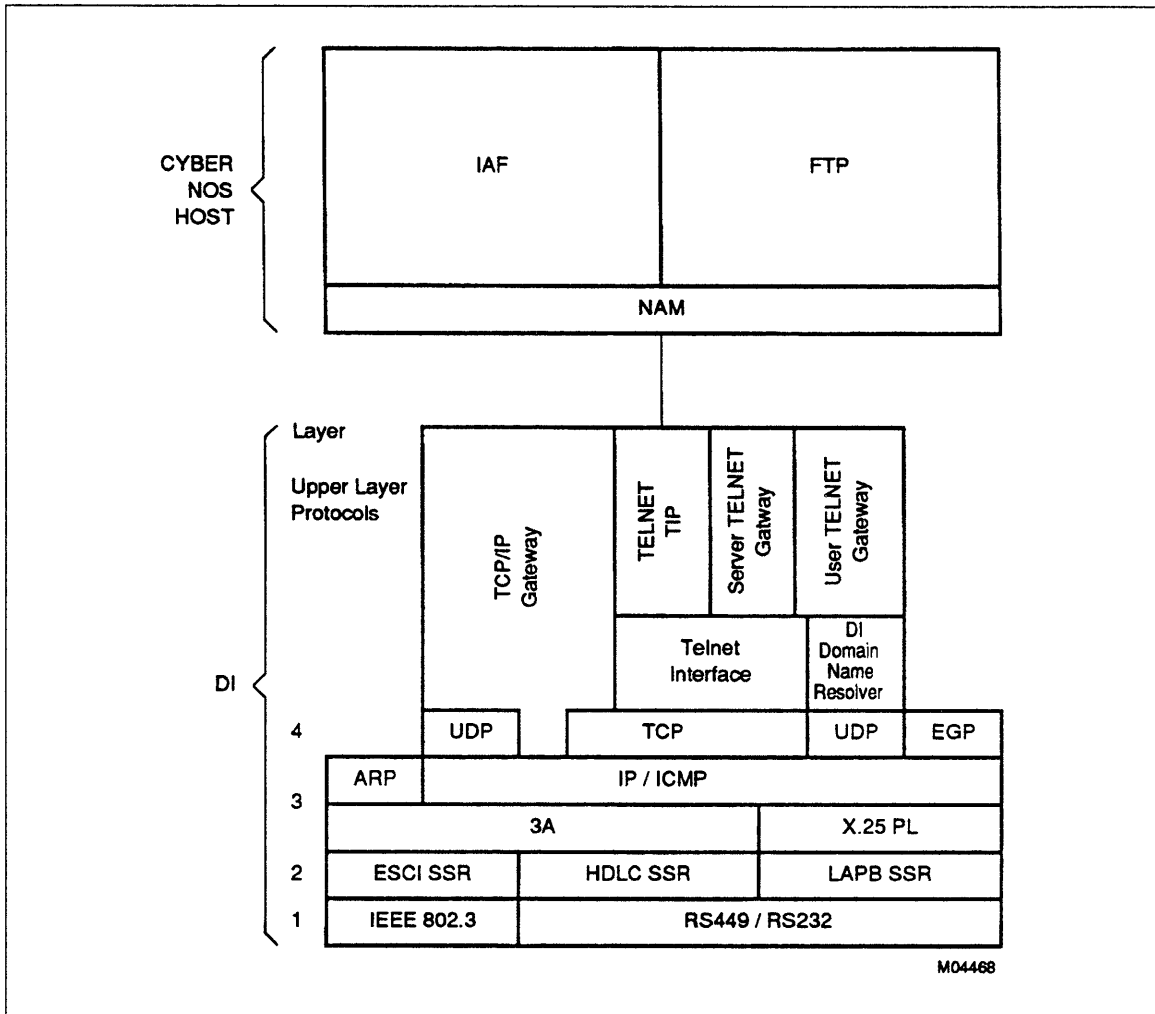 CYBER
NOS
HOST
IAF
FTP
NAM
Layer
Upper Layer
Protocols
TCP/IP
Gateway
TELNET
TIP
Server TELNET
Gatway
User TELNET
Gateway
Telnet
Interface
DI
Domain
Name
Resolver
DI
4
UDP
TCP
UDP
EGP
ARP
IP / ICMP
3
3A
X.25 PL
2
ESCI SSR
HDLC SSR
LAPB SSR
1
IEEE 802.3
RS449 / RS232
M04468